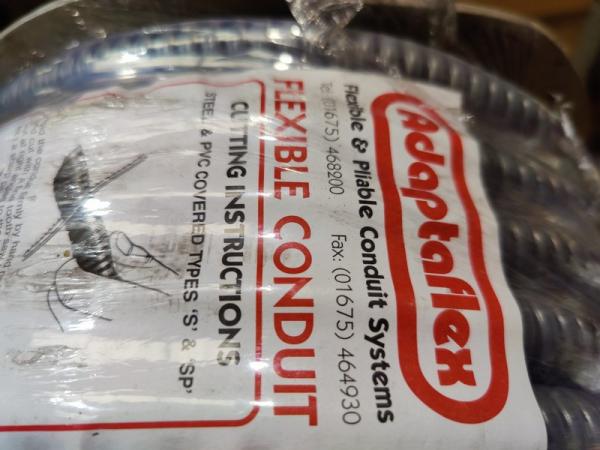 Adaptaflex
Flexible & Pliable Conduit Systems
Tel: (01675) 468200 Fax: (01675) 464930
FLEXIBLE CONDUIT
CUTTING INSTRUCTIONS
STEEL & PVC COVERED TYPES 'S' & 'SP'